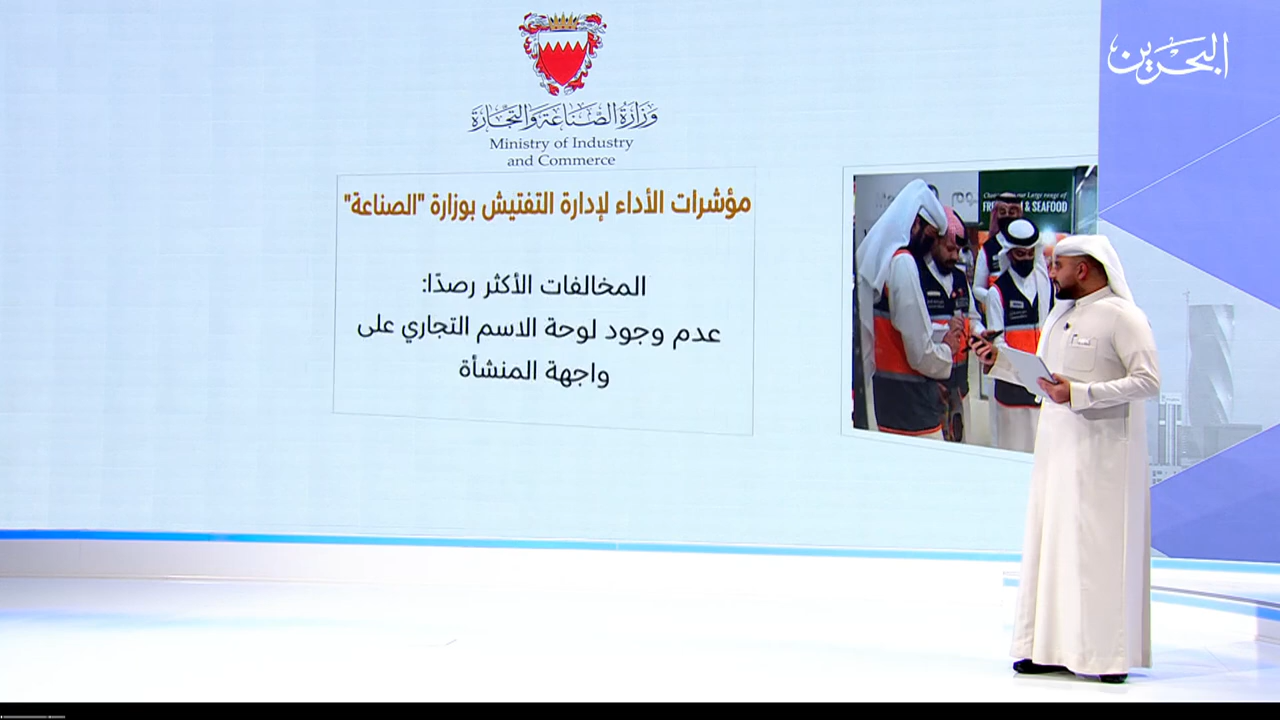 البحرين
وزارة الصناعة والتجارة
Ministry of Industry
and Commerce
مؤشرات الأداء لإدارة التفتيش بوزارة "الصناعة"
المخالفات الأكثر رصدًا:
عدم وجود لوحة الاسم التجاري على
واجهة المنشأة
& SEAFOOD